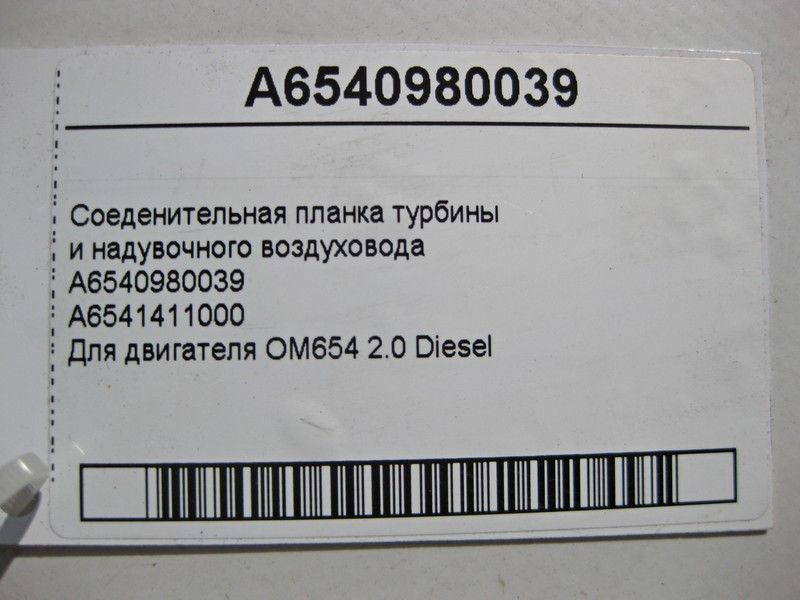 A6540980039
Соеденительная планка турбины
и надувочного воздуховода
A6540980039
A6541411000
Для двигателя OM654 2.0 Diesel